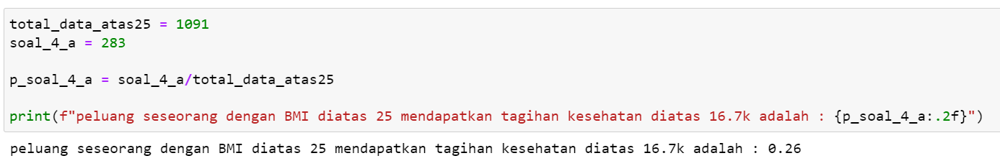 total_data_atas25 = 1091
soal_4_a = 283
p_soal_4_a = soal_4_a/total_data_atas25
print(f"peluang seseorang dengan BMI diatas 25 mendapatkan tagihan kesehatan diatas 16.7k adalah : {p_soal_4_a:.2f}")
peluang seseorang dengan BMI diatas 25 mendapatkan tagihan kesehatan diatas 16.7k adalah : 0.26